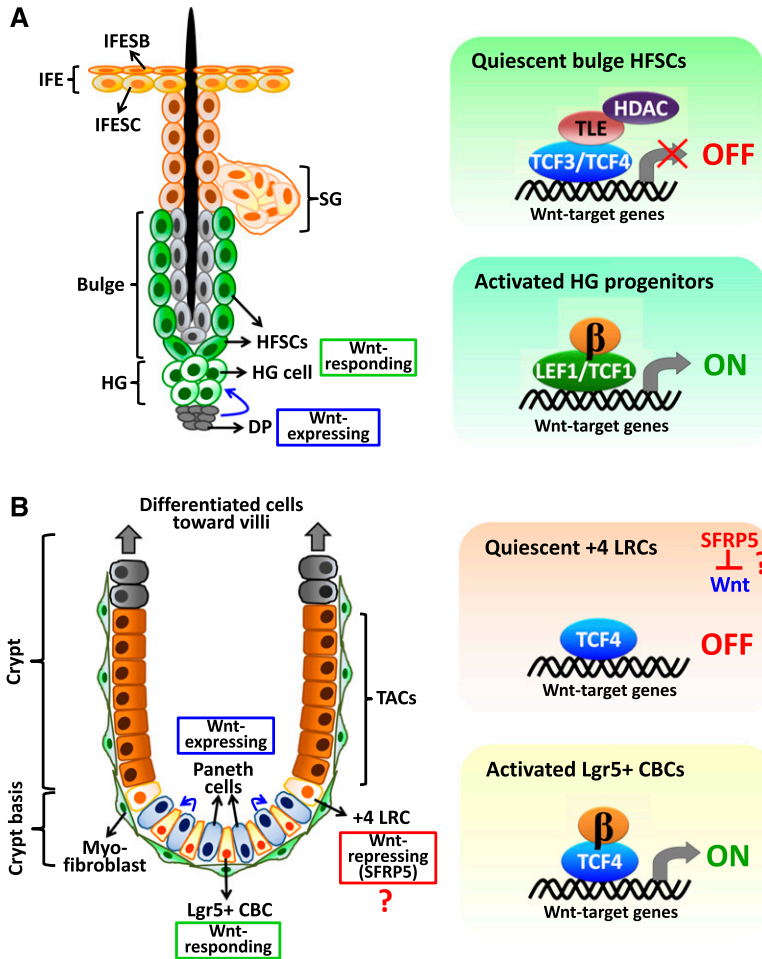 A
IFESB
IFE
IFESC
SG
Bulge
HFSCs
Wnt-
responding
HG
HG cell
DP
Wnt-
expressing
Quiescent bulge HFSCs
HDAC
TLE
TCF3/TCF4
OFF
Wnt-target genes
Activated HG progenitors
β
LEF1/TCF1
ON
Wnt-target genes
B
Differentiated cells
toward villi
Crypt
TACs
Wnt-
expressing
Paneth
cells
Crypt basis
+4 LRC
Myo-
fibroblast
Wnt-
repressing
(SFRP5)
?
Lgr5+ CBC
Wnt-
responding
Quiescent +4 LRCs
SFRP5
?
Wnt
TCF4
OFF
Wnt-target genes
Activated Lgr5+ CBCs
β
TCF4
ON
Wnt-target genes